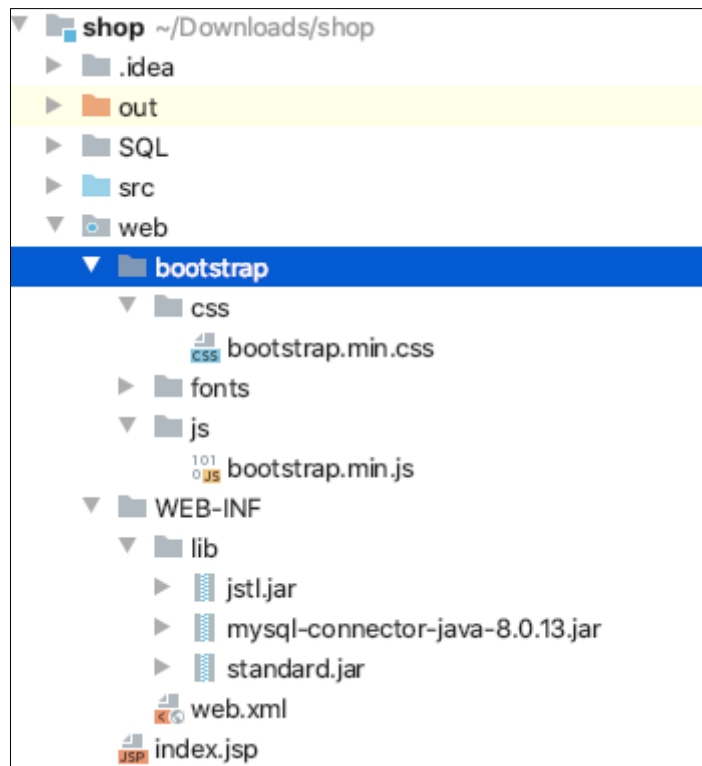 shop ~/Downloads/shop
.idea
out
SQL
src
web
bootstrap
css
CSS bootstrap.min.css
fonts
js
101 0 JS bootstrap.min.js
WEB-INF
lib
jstl.jar
mysql-connector-java-8.0.13.jar
standard.jar
web.xml
JSP index.jsp